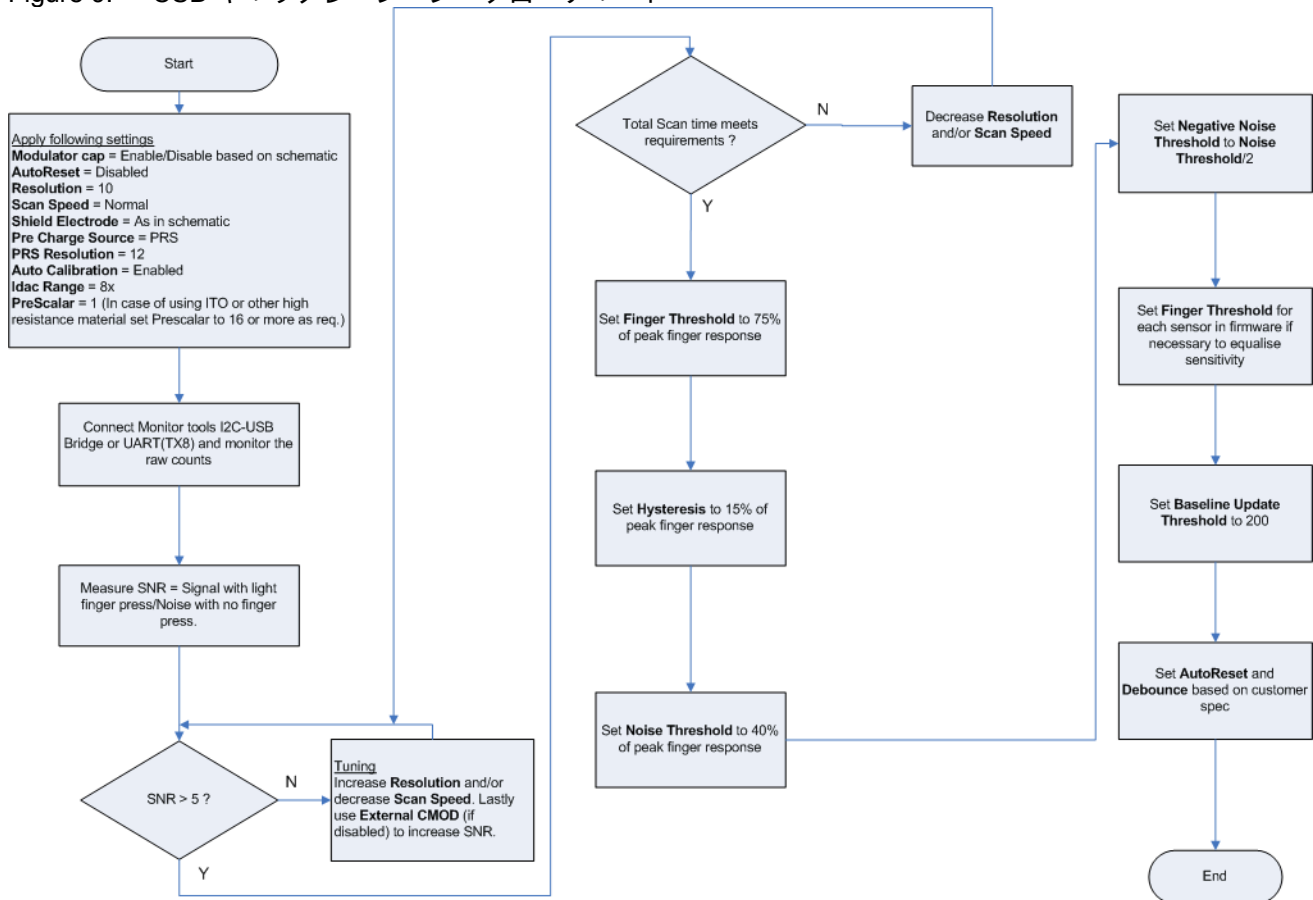 Start
Apply following settings
Modulator cap = Enable/Disable based on schematic
AutoReset = Disabled
Resolution = 10
Scan Speed = Normal
Shield Electrode = As in schematic
Pre Charge Source = PRS
PRS Resolution = 12
Auto Calibration = Enabled
Idac Range = 8x
PreScalar = 1 (In case of using ITO or other high
resistance material set Prescalar to 16 or more as req.)
Connect Monitor tools I2C-USB
Bridge or UART(TX8) and monitor the
raw counts
Measure SNR = Signal with light
finger press/Noise with no finger
press.
SNR > 5 ?
N
Y
Tuning
Increase Resolution and/or
decrease Scan Speed. Lastly
use External CMOD (if
disabled) to increase SNR.
Total Scan time meets
requirements ?
N
Y
Decrease Resolution
and/or Scan Speed
Set Finger Threshold to 75%
of peak finger response
Set Hysteresis to 15% of
peak finger response
Set Noise Threshold to 40%
of peak finger response
Set Negative Noise
Threshold to Noise
Threshold/2
Set Finger Threshold for
each sensor in firmware if
necessary to equalise
sensitivity
Set Baseline Update
Threshold to 200
Set AutoReset and
Debounce based on customer
spec
End